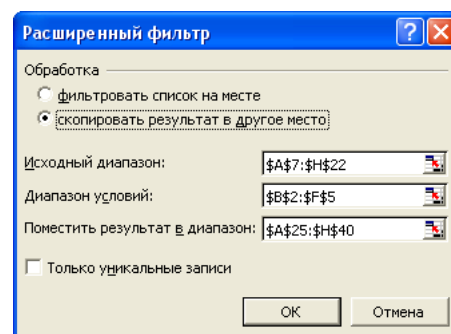 Расширенный фильтр
Обработка
фильтровать список на месте
скопировать результат в другое место
Исходный диапазон: $A$7:$H$22
Диапазон условий: $B$2:$F$5
Поместить результат в диапазон: $A$25:$H$40
Только уникальные записи
ОК Отмена